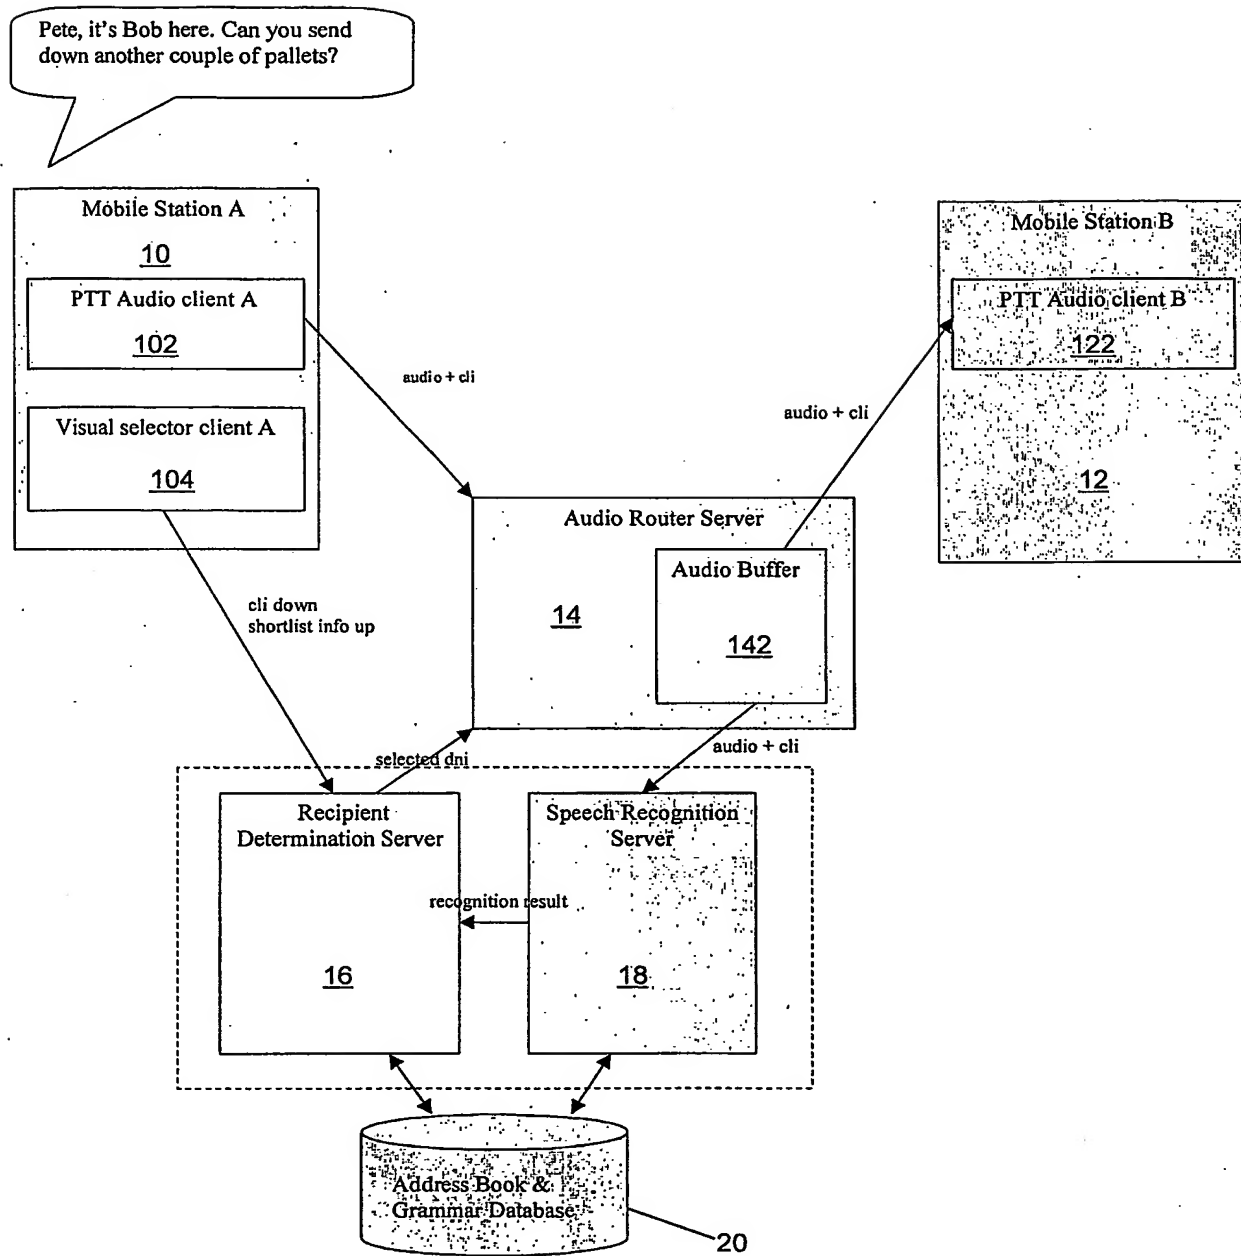 Pete, it's Bob here. Can you send
down another couple of pallets?
Mobile Station A
10
PTT Audio client A
102
Visual selector client A
104
Mobile Station B
PTT Audio client B
122
12
audio + cli
audio + cli
Audio Router Server
14
Audio Buffer
142
cli down
shortlist info up
selected dni
audio + cli
Recipient
Determination Server
16
Speech Recognition
Server
18
recognition result
Address Book &
Grammar Database
20